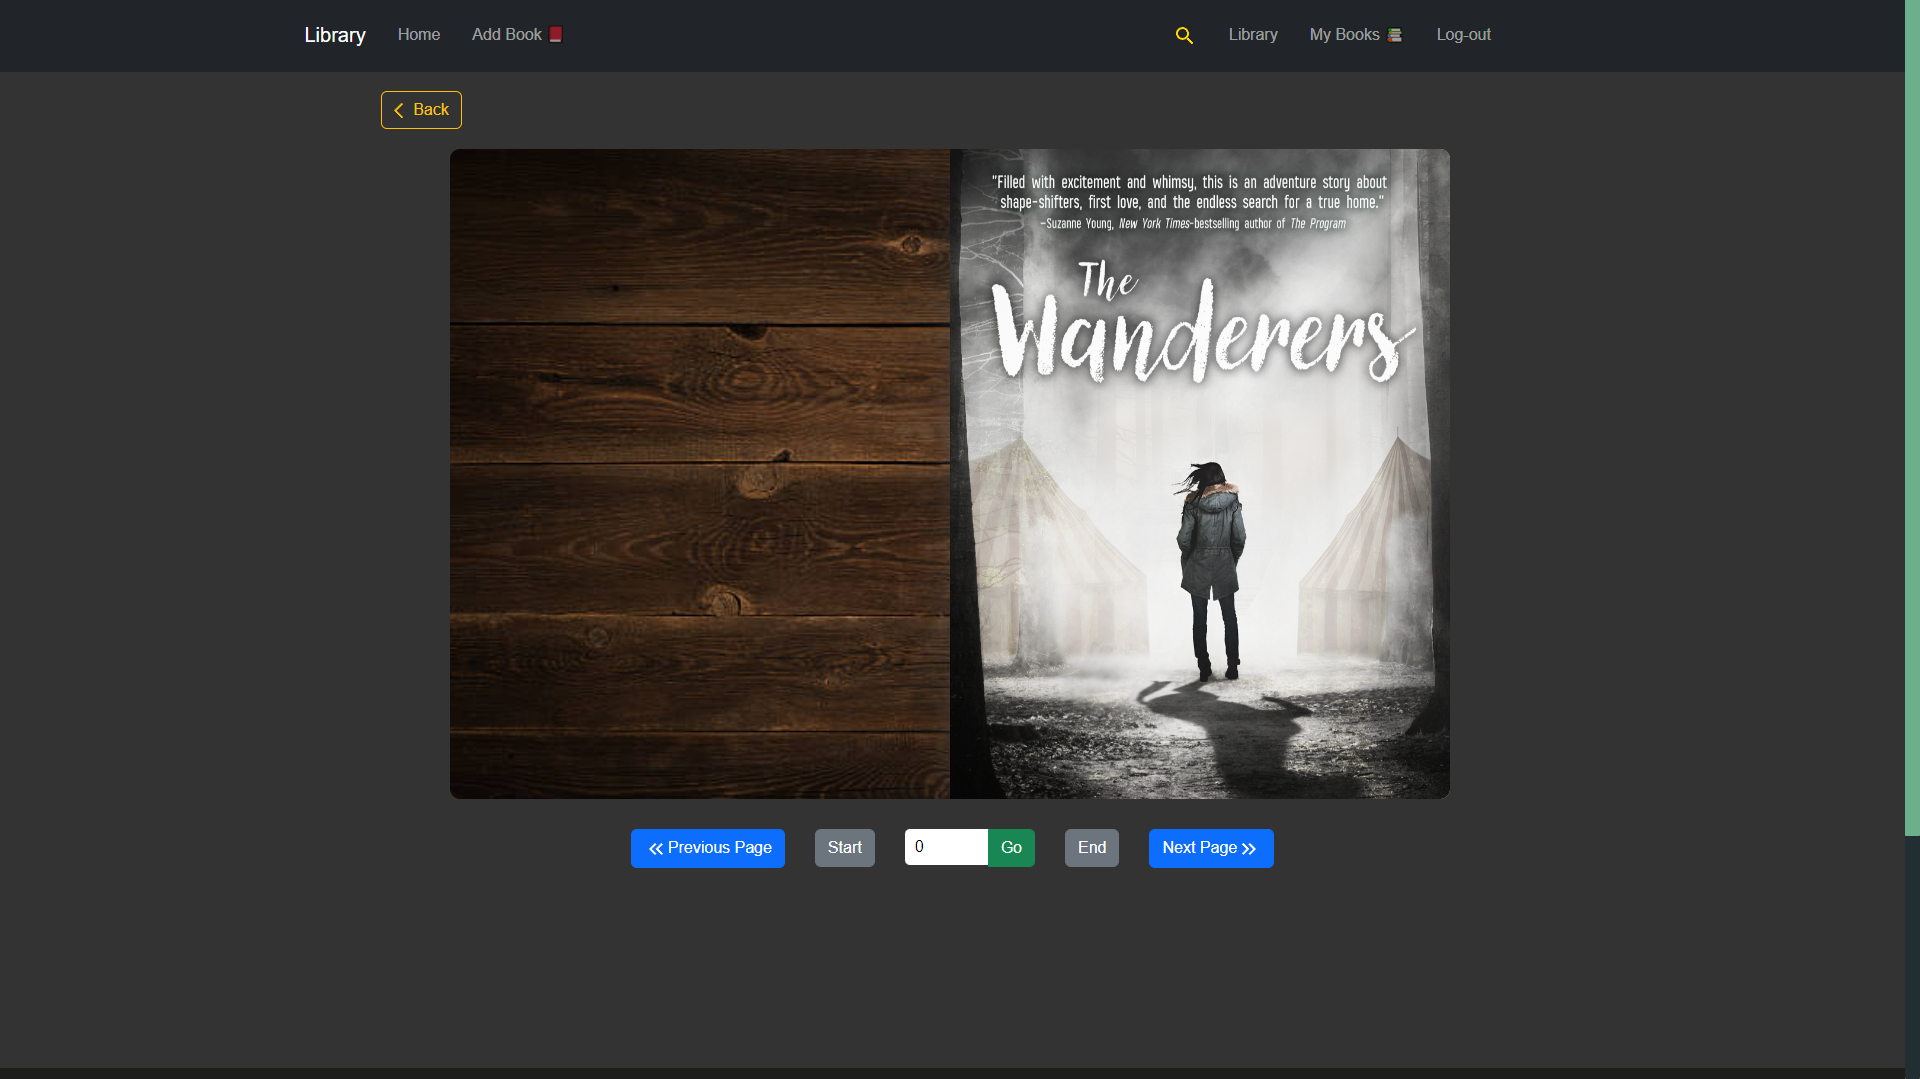 Library Home Add Book Library My Books Log-out
Back
"Filled with excitement and whimsy, this is an adventure story about
shape-shifters, first love, and the endless search for a true home."
–Suzanne Young, New York Times-bestselling author of The Program
The
Wanderers
Previous Page Start 0 Go End Next Page